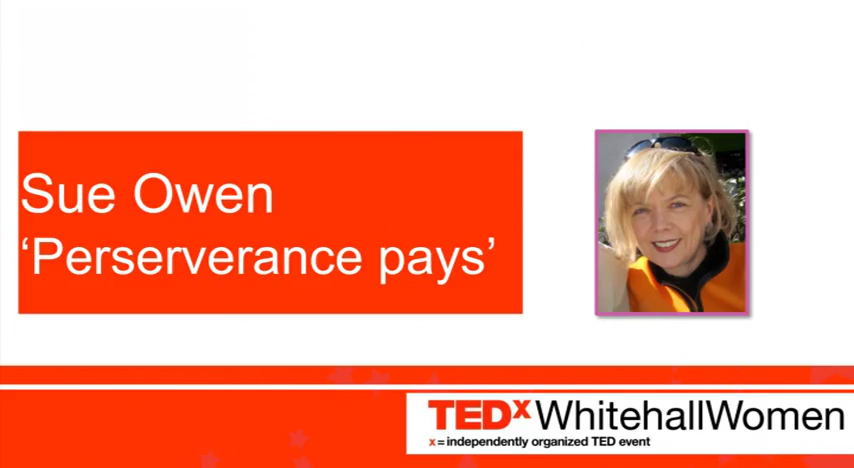 Sue Owen
‘Perserverance pays’
TEDxWhitehallWomen
x = independently organized TED event